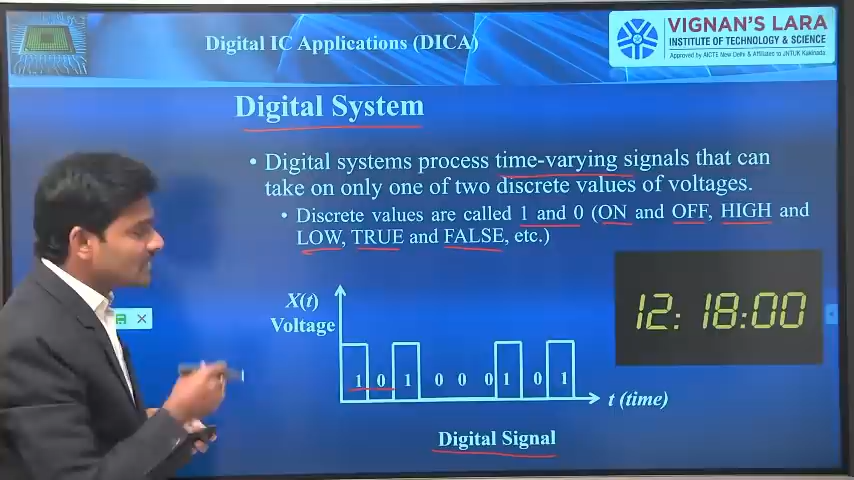 Digital IC Applications (DICA)
VIGNAN'S LARA
INSTITUTE OF TECHNOLOGY & SCIENCE
Approved by AICTE New Delhi & Affiliated to JNTUK Kakinada
Digital System
• Digital systems process time-varying signals that can
take on only one of two discrete values of voltages.
• Discrete values are called 1 and 0 (ON and OFF, HIGH and
LOW, TRUE and FALSE, etc.)
X(t)
Voltage
1 0 1 0 0 0 1 0 1
t (time)
Digital Signal
12:18:00